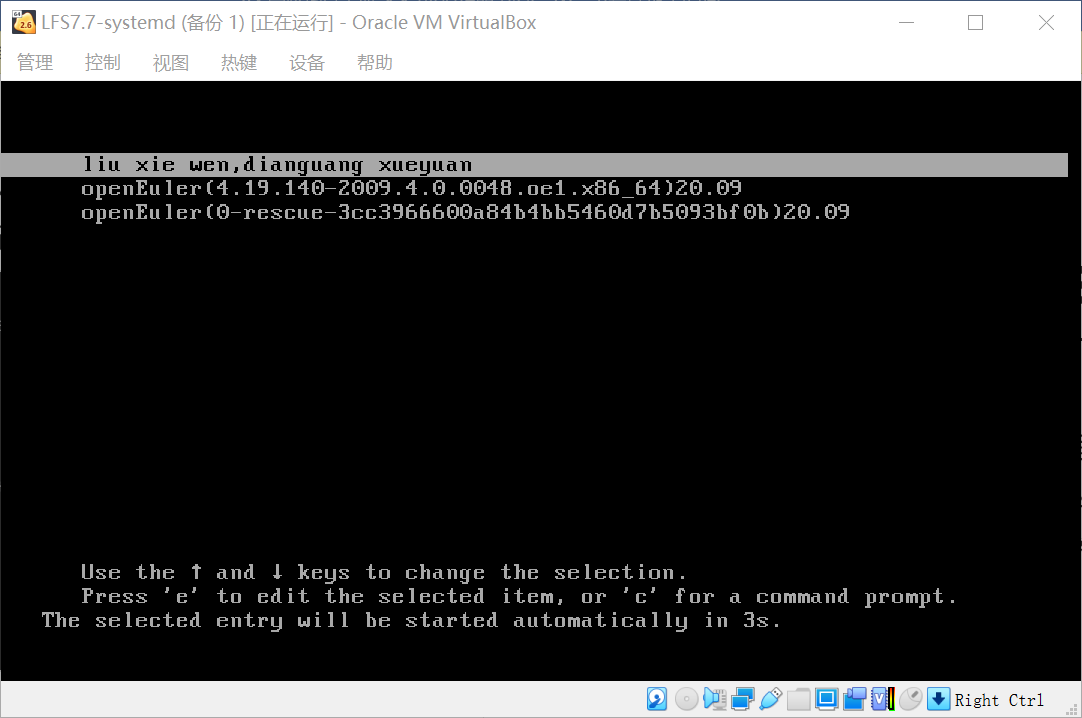 LFS7.7-systemd (备份 1) [正在运行] - Oracle VM VirtualBox
管理 控制 视图 热键 设备 帮助
liu xie wen,dianguang xueyuan
openEuler(4.19.140-2009.4.0.0048.oe1.x86_64)20.09
openEuler(0-rescue-3cc3966600a84b4bb5460d7b5093bf0b)20.09
Use the ↑ and ↓ keys to change the selection.
Press 'e' to edit the selected item, or 'c' for a command prompt.
The selected entry will be started automatically in 3s.
Right Ctrl